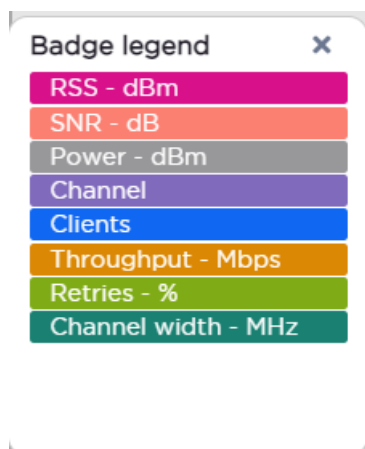 Badge legend
RSS - dBm
SNR - dB
Power - dBm
Channel
Clients
Throughput - Mbps
Retries - %
Channel width - MHz